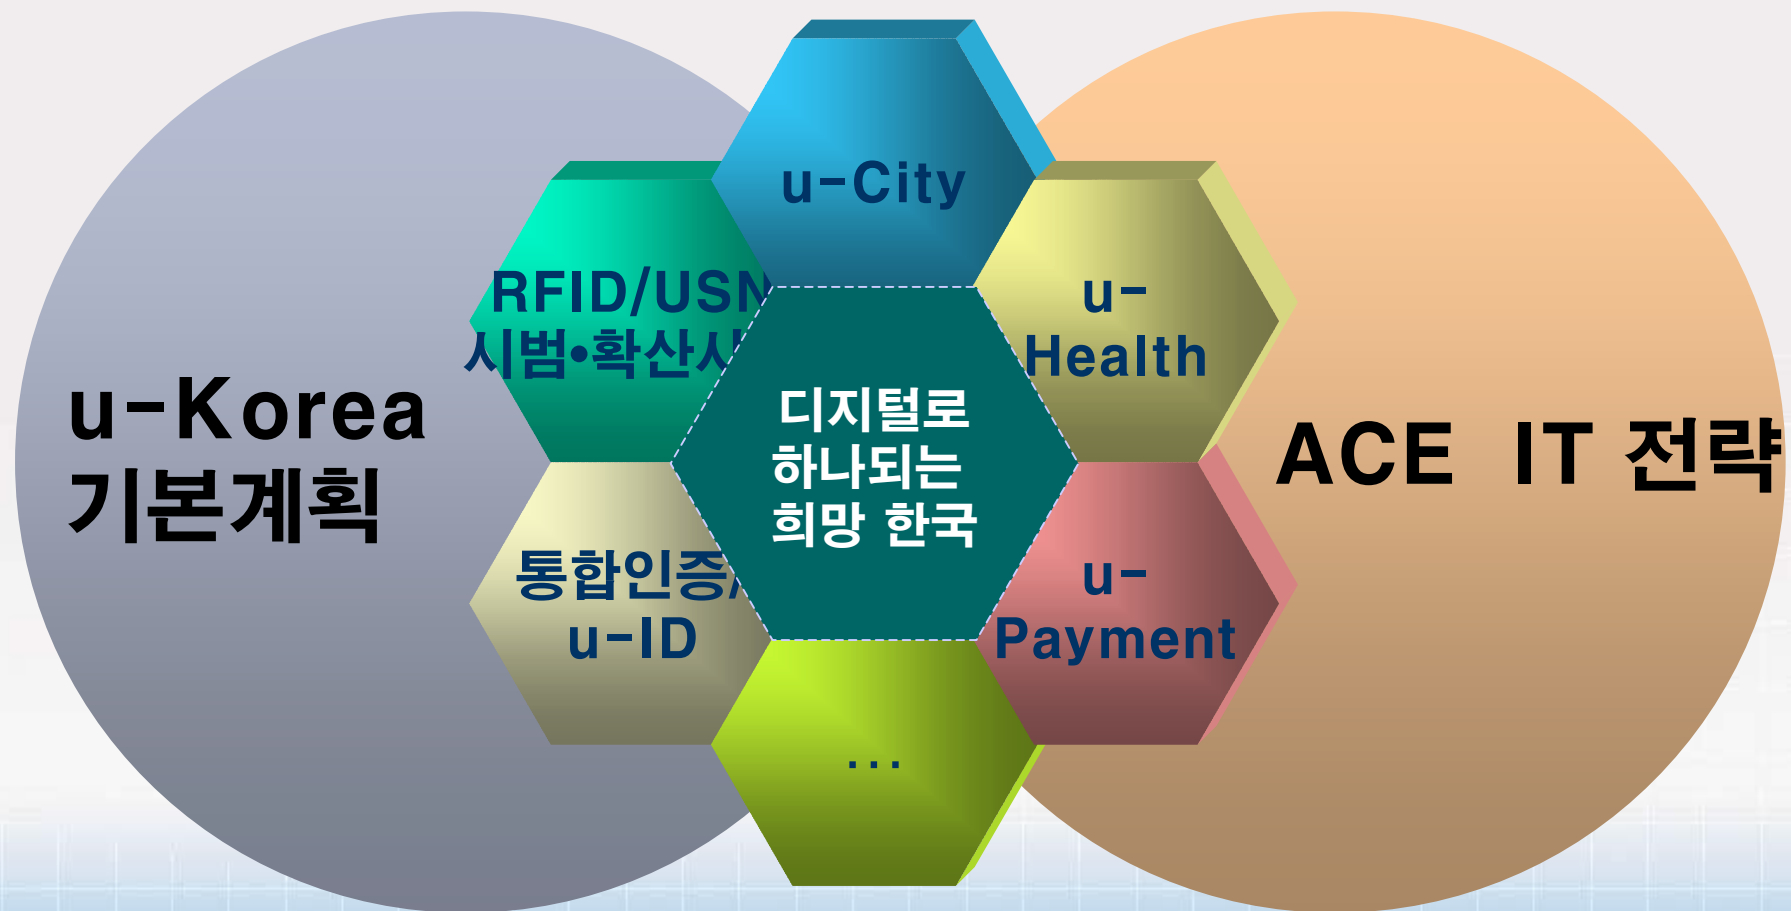 u-City
RFID/USN
시범•확산사
u-
Health
u-Korea
기본계획
디지털로
하나되는
희망 한국
ACE IT 전략
통합인증/
u-ID
u-
Payment
...